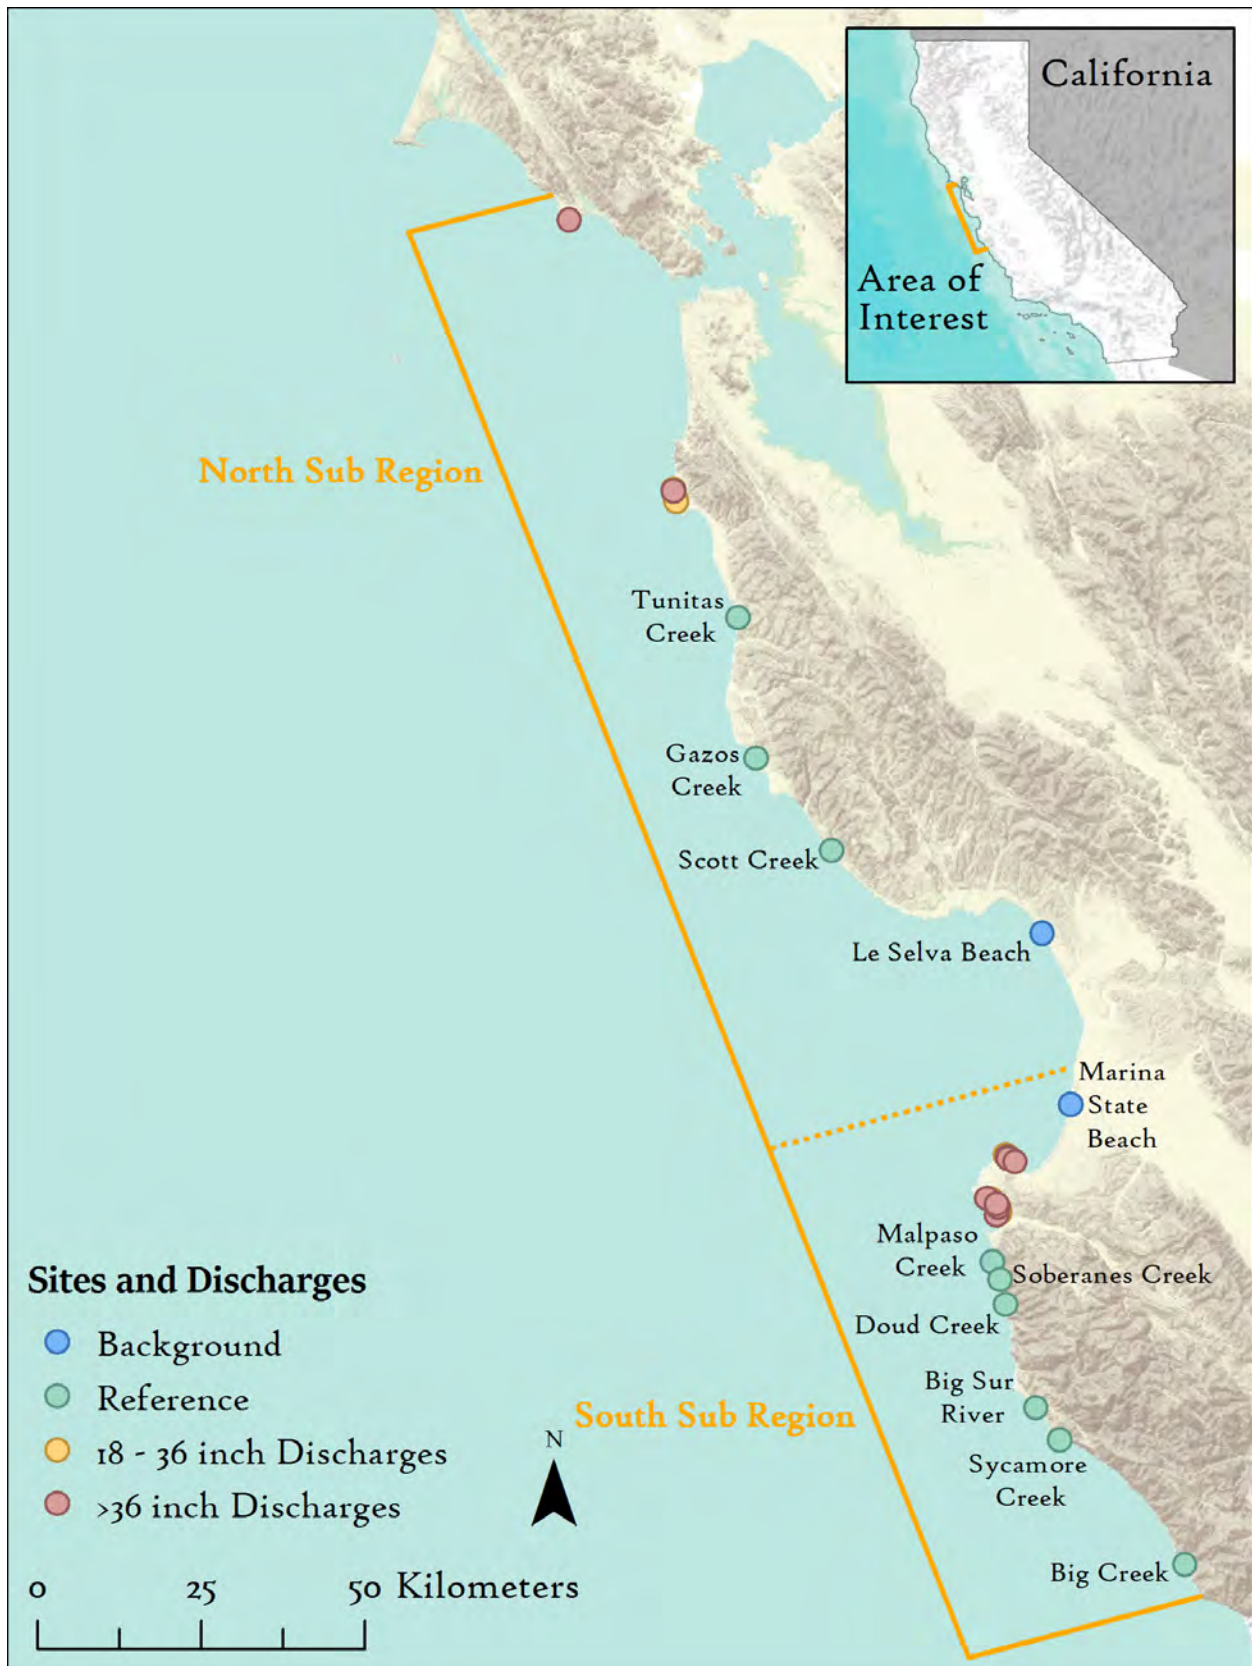 California
Area of
Interest
North Sub Region
Tunitas
Creek
Gazos
Creek
Scott Creek
Le Selva Beach
Marina
State
Beach
Malpaso
Creek
Soberanes Creek
Doud Creek
Big Sur
River
South Sub Region
Sycamore
Creek
Big Creek
Sites and Discharges
Background
Reference
18 - 36 inch Discharges
>36 inch Discharges
N
0 25 50 Kilometers